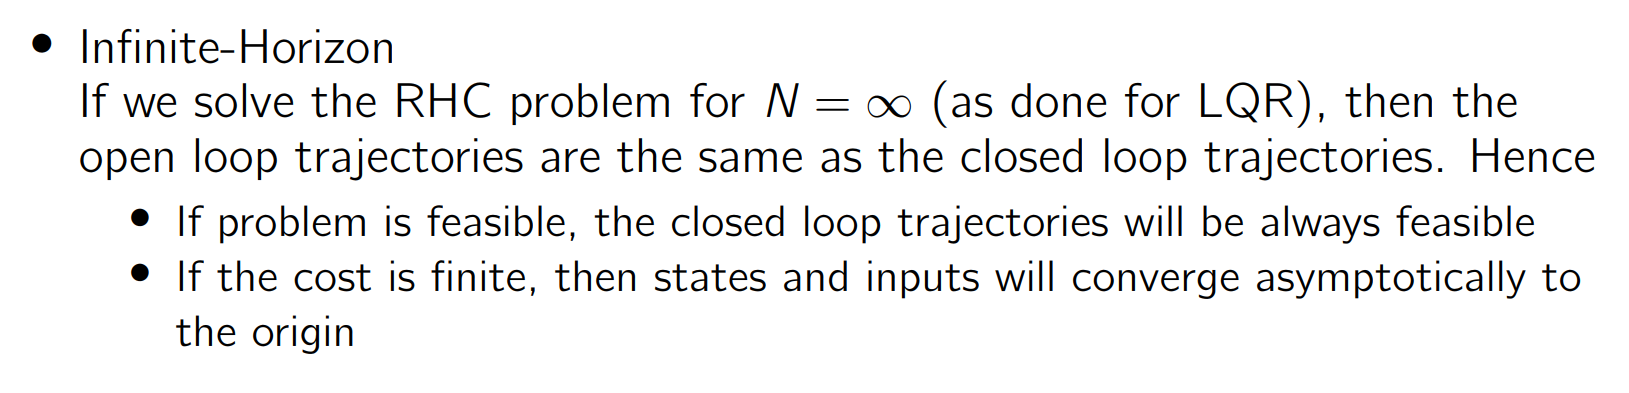 • Infinite-Horizon
If we solve the RHC problem for N = ∞ (as done for LQR), then the
open loop trajectories are the same as the closed loop trajectories. Hence
• If problem is feasible, the closed loop trajectories will be always feasible
• If the cost is finite, then states and inputs will converge asymptotically to
the origin